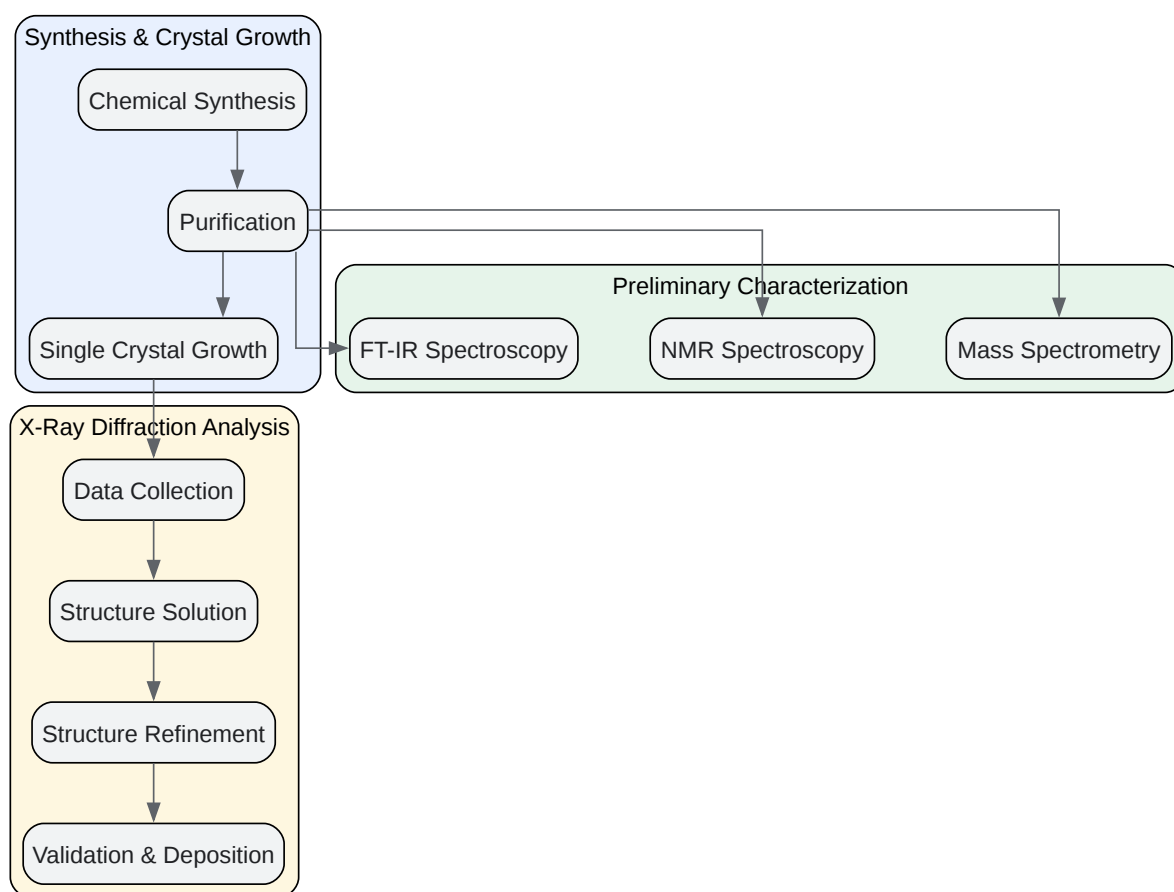 Synthesis & Crystal Growth
Chemical Synthesis
Purification
Single Crystal Growth
Preliminary Characterization
FT-IR Spectroscopy
NMR Spectroscopy
Mass Spectrometry
X-Ray Diffraction Analysis
Data Collection
Structure Solution
Structure Refinement
Validation & Deposition